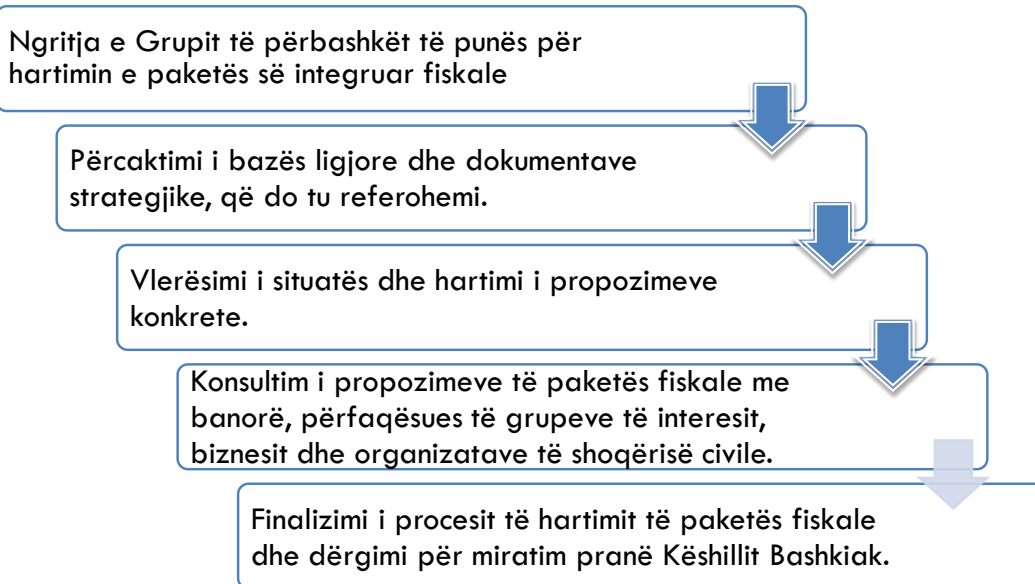 Ngritja e Grupit të përbashkët të punës për
hartimin e paketës së integruar fiskale
Përcaktimi i bazës ligjore dhe dokumentave
strategjike, që do tu referohemi.
Vlerësimi i situatës dhe hartimi i propozimeve
konkrete.
Konsultim i propozimeve të paketës fiskale me
banorë, përfaqësues të grupeve të interesit,
biznesit dhe organizatave të shoqërisë civile.
Finalizimi i procesit të hartimit të paketës fiskale
dhe dërgimi për miratim pranë Këshillit Bashkiak.